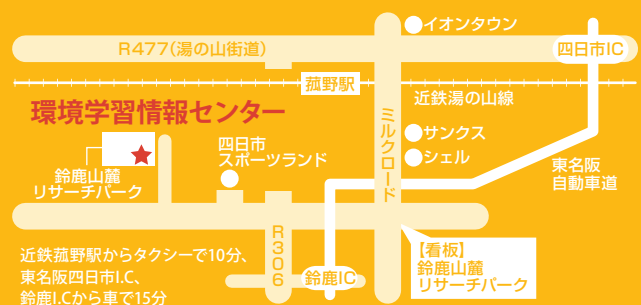 イオンタウン
R477(湯の山街道)
四日市IC
菰野駅
近鉄湯の山線
環境学習情報センター
ミルクロード
サンクス
シェル
四日市
スポーツランド
鈴鹿山麓
リサーチパーク
東名阪
自動車道
R306
鈴鹿IC
【看板】
鈴鹿山麓
リサーチパーク
近鉄菰野駅からタクシーで10分、
東名阪四日市I.C、
鈴鹿I.Cから車で15分